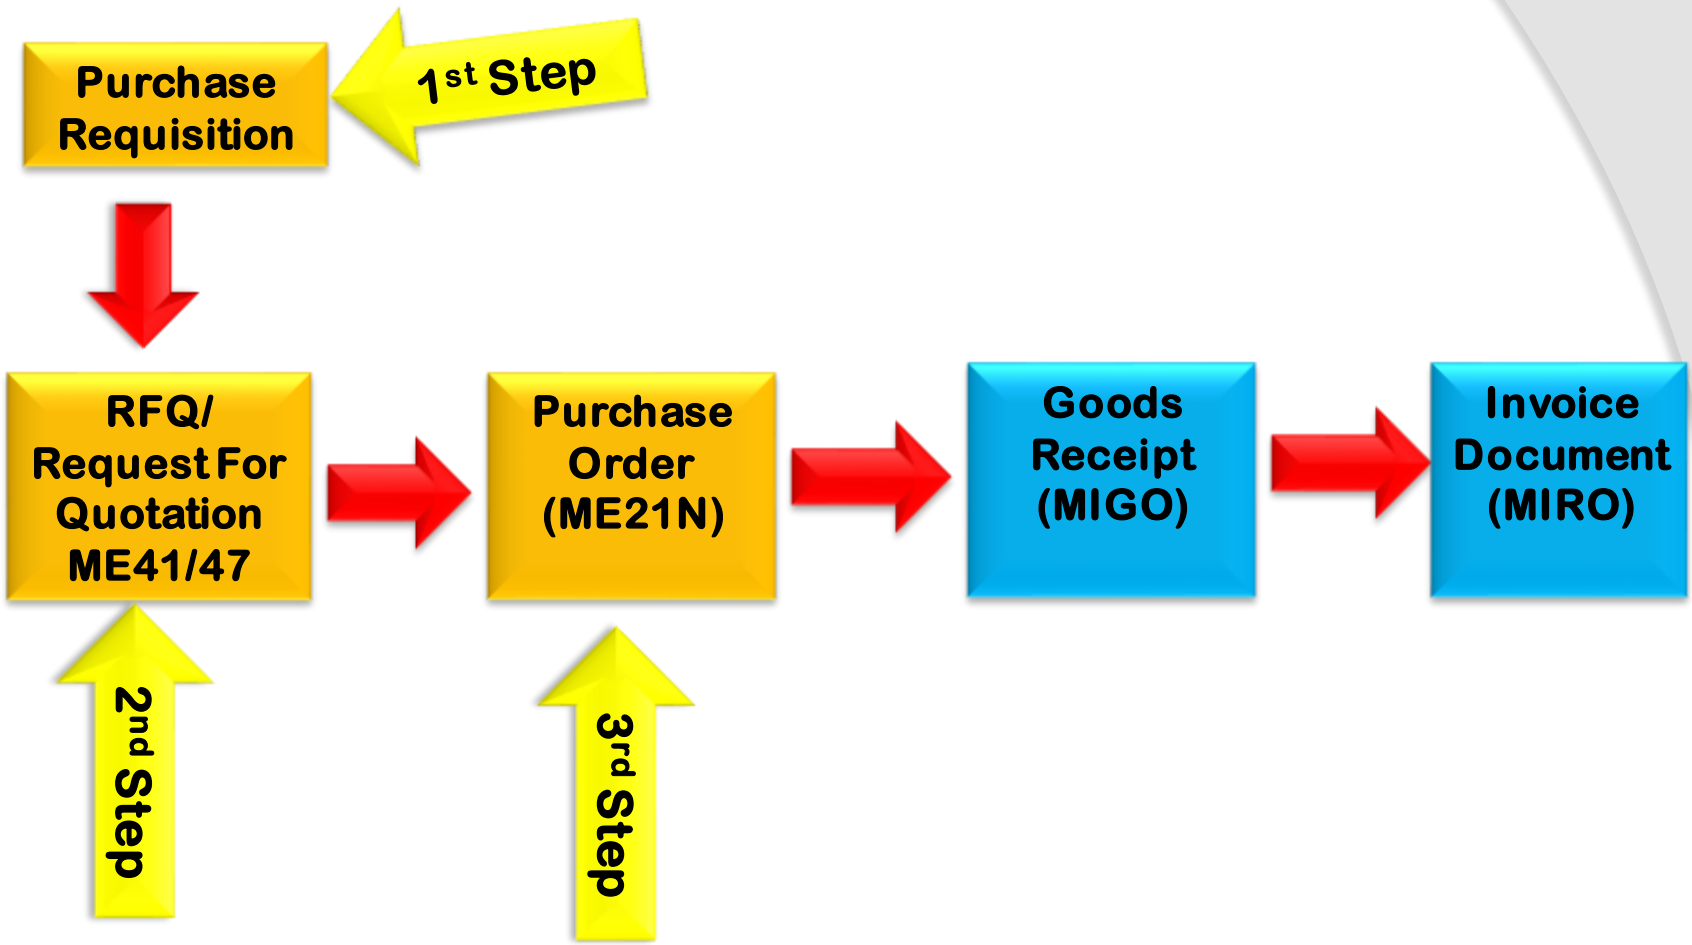 Purchase
Requisition
1st Step
RFQ/
Request For
Quotation
ME41/47
Purchase
Order
(ME21N)
Goods
Receipt
(MIGO)
Invoice
Document
(MIRO)
2nd Step
3rd Step